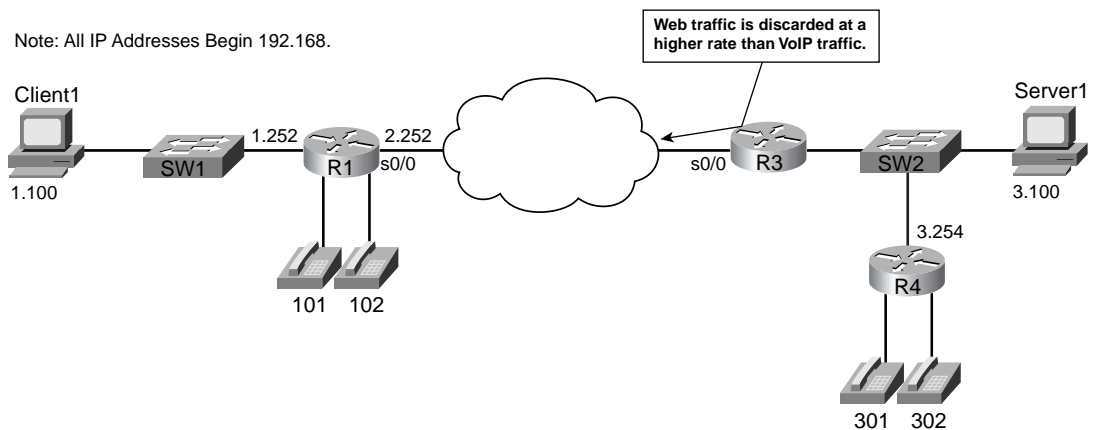 Note: All IP Addresses Begin 192.168.
Web traffic is discarded at a
higher rate than VoIP traffic.
Client1
Server1
1.252
2.252
SW1
R1
s0/0
s0/0
R3
SW2
1.100
3.100
3.254
R4
101
102
301
302